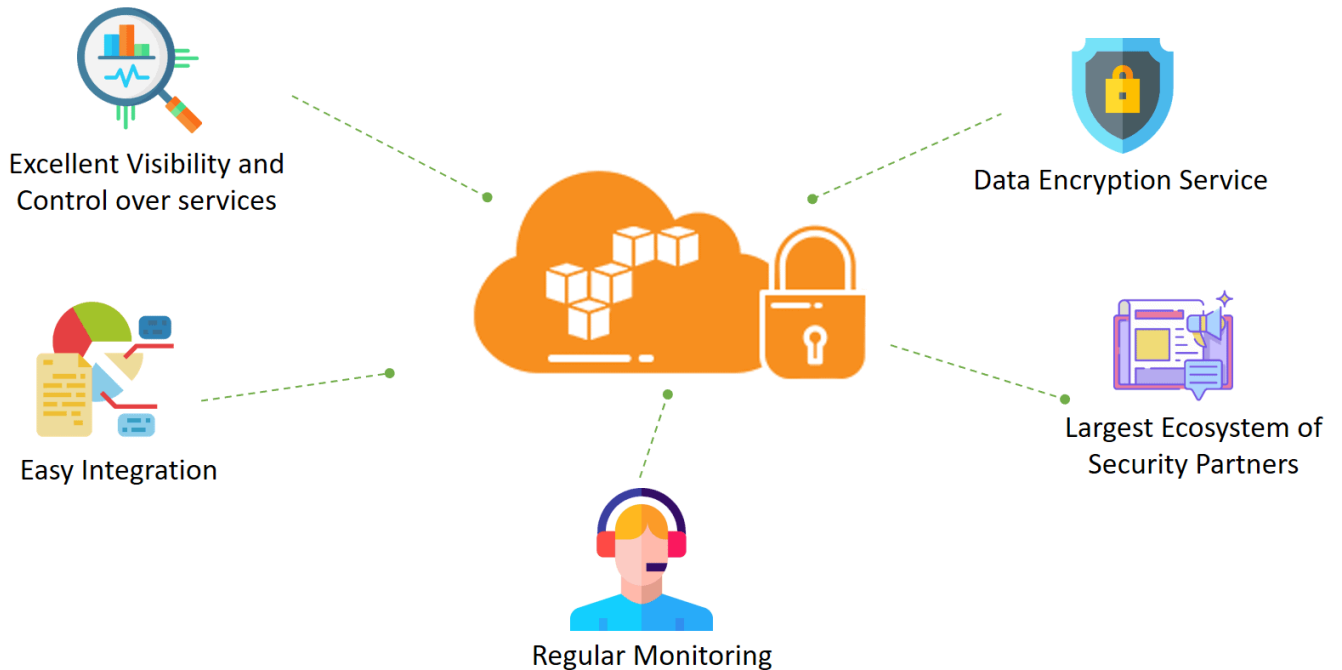 Excellent Visibility and
Control over services
Data Encryption Service
Easy Integration
Largest Ecosystem of
Security Partners
Regular Monitoring